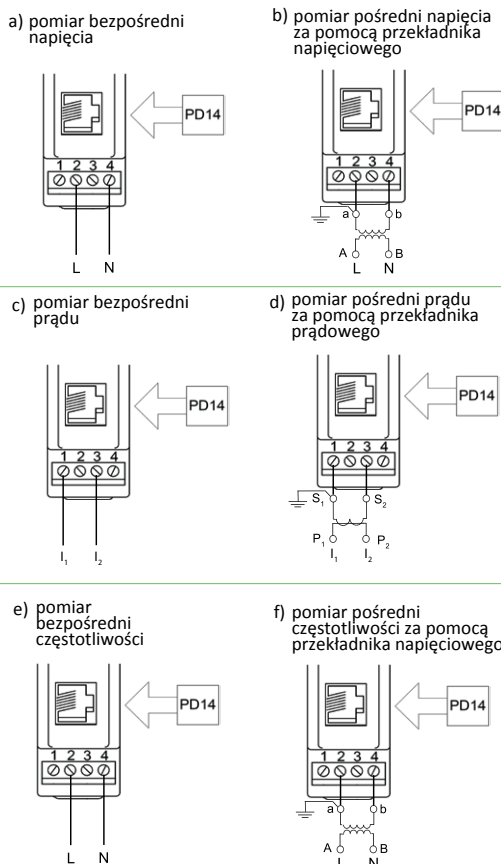 a) pomiar bezpośredni
napięcia
PD14
1 2 3 4
L N
b) pomiar pośredni napięcia
za pomocą przekładnika
napięciowego
PD14
1 2 3 4
a b
A B
L N
c) pomiar bezpośredni
prądu
PD14
1 2 3 4
I₁ I₂
d) pomiar pośredni prądu
za pomocą przekładnika
prądowego
PD14
1 2 3 4
S₁ S₂
P₁ P₂
I₁ I₂
e) pomiar
bezpośredni
częstotliwości
PD14
1 2 3 4
L N
f) pomiar pośredni
częstotliwości za pomocą
przekładnika napięciowego
PD14
1 2 3 4
a b
A B
L N